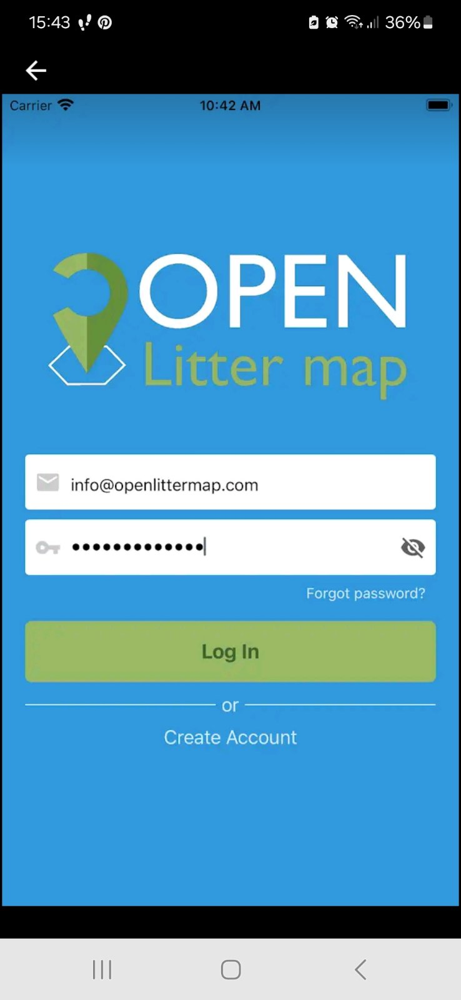 15:43 36%
Carrier 10:42 AM
OPEN
Litter map
info@openlittermap.com
•••••••••••••
Forgot password?
Log In
or
Create Account